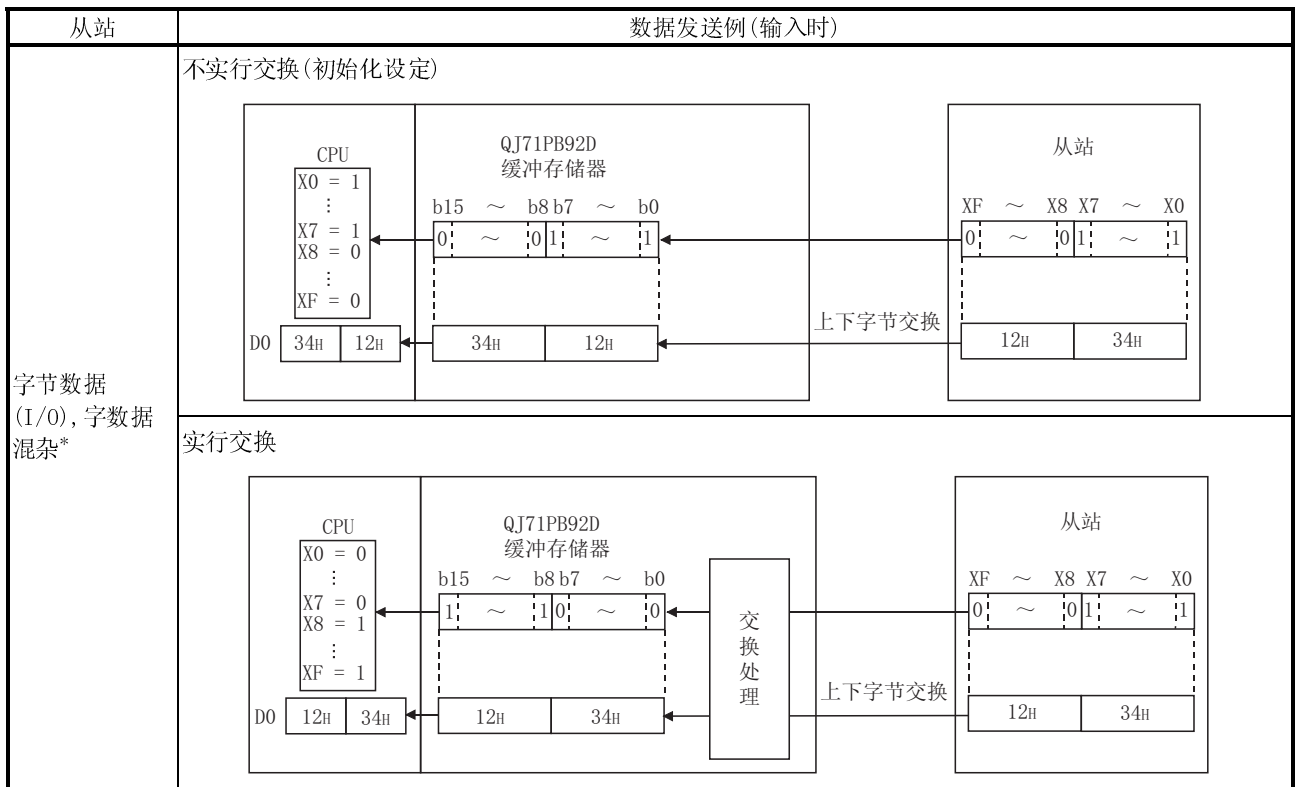 从站
数据发送例(输入时)
字节数据
(I/O),字数据
混杂*
不实行交换(初始化设定)
CPU
X0 = 1
⋮
X7 = 1
X8 = 0
⋮
XF = 0
D0 34H 12H
QJ71PB92D
缓冲存储器
b15 ～ b8 b7 ～ b0
0 ～ 0 1 ～ 1
34H 12H
上下字节交换
从站
XF ～ X8 X7 ～ X0
0 ～ 0 1 ～ 1
12H 34H
实行交换
CPU
X0 = 0
⋮
X7 = 0
X8 = 1
⋮
XF = 1
D0 12H 34H
QJ71PB92D
缓冲存储器
b15 ～ b8 b7 ～ b0
1 ～ 1 0 ～ 0
12H 34H
交
换
处
理
上下字节交换
从站
XF ～ X8 X7 ～ X0
0 ～ 0 1 ～ 1
12H 34H